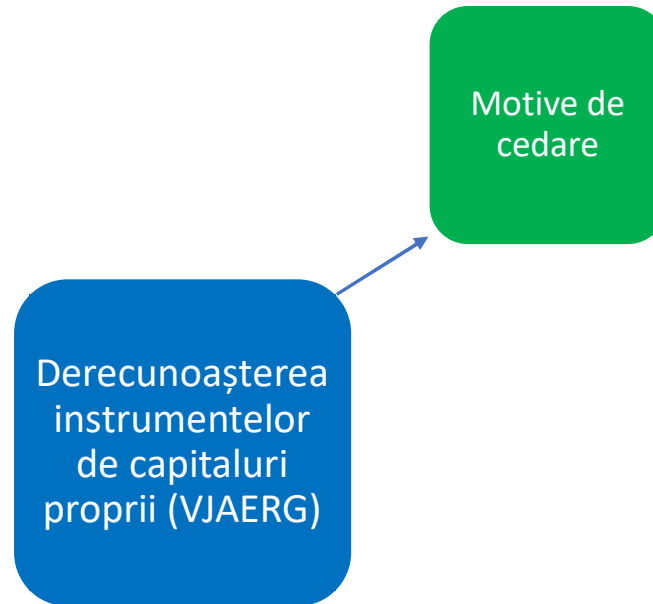 Motive de
cedare
Derecunoașterea
instrumentelor
de capitaluri
proprii (VJAERG)